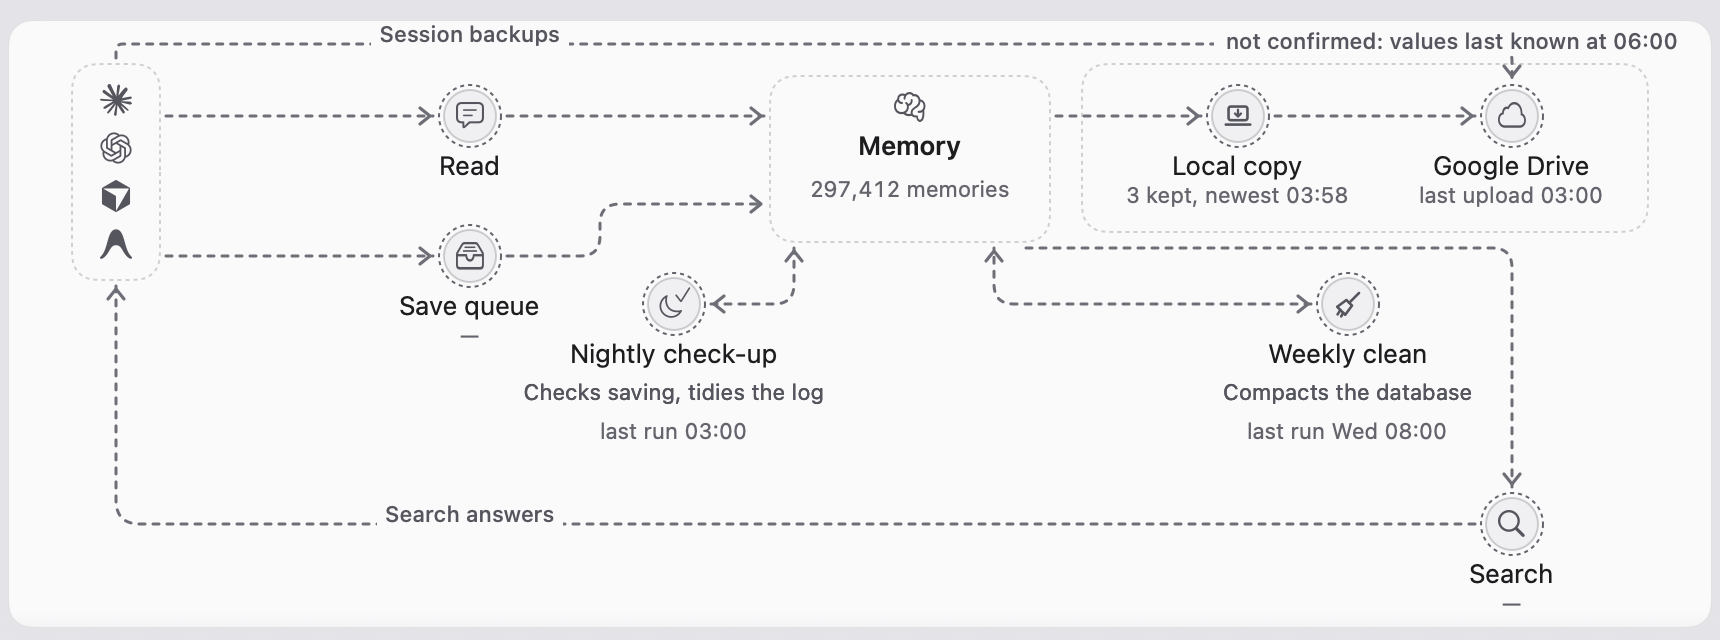 Session backups
not confirmed: values last known at 06:00
Read
Memory
297,412 memories
Local copy
3 kept, newest 03:58
Google Drive
last upload 03:00
Save queue
—
Nightly check-up
Checks saving, tidies the log
last run 03:00
Weekly clean
Compacts the database
last run Wed 08:00
Search answers
Search
—